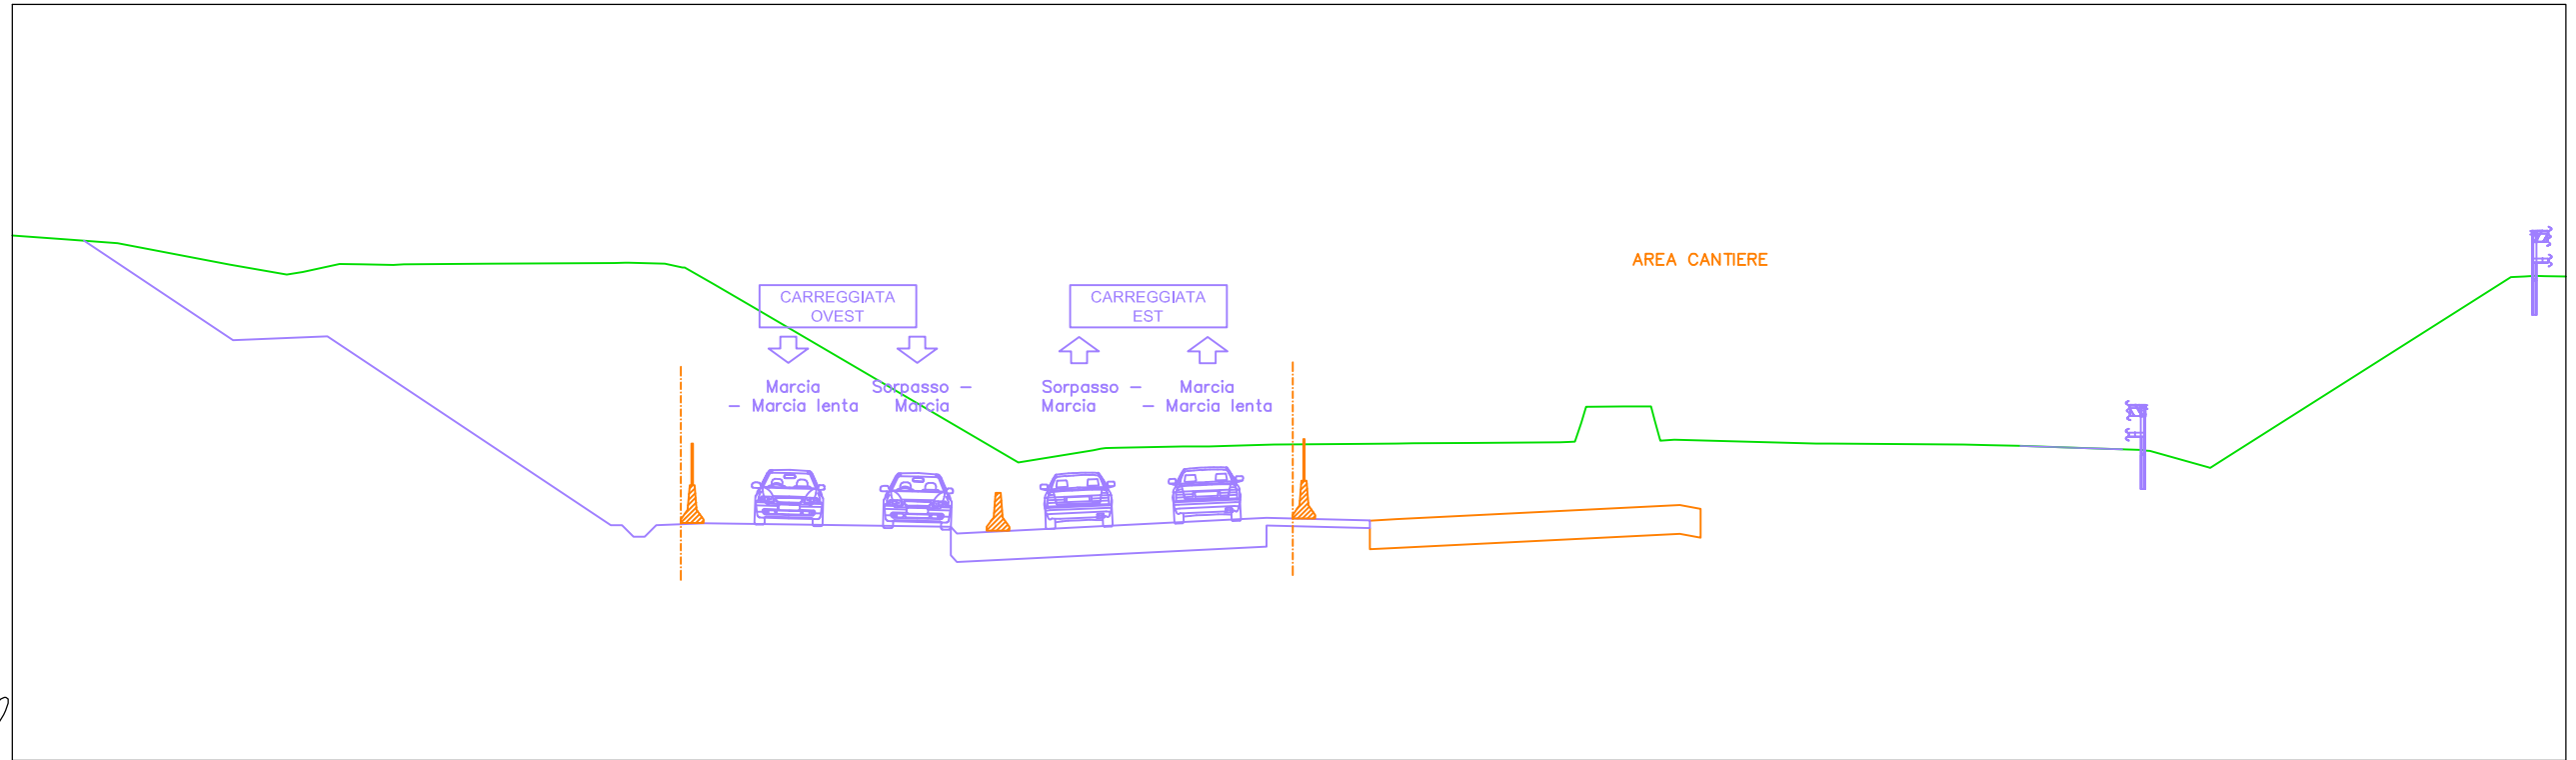 AREA CANTIERE
CARREGGIATA
OVEST
CARREGGIATA
EST
Marcia
– Marcia lenta
Sorpasso –
Marcia
Sorpasso –
Marcia
Marcia
– Marcia lenta